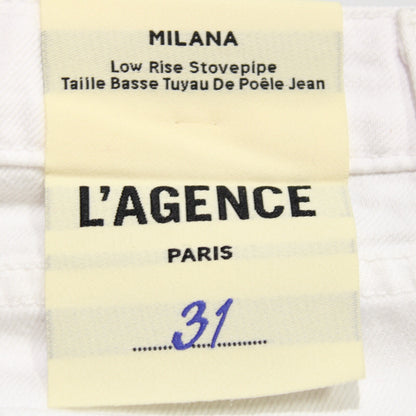 MILANA
Low Rise Stovepipe
Taille Basse Tuyau De Poêle Jean
L'AGENCE
PARIS
31